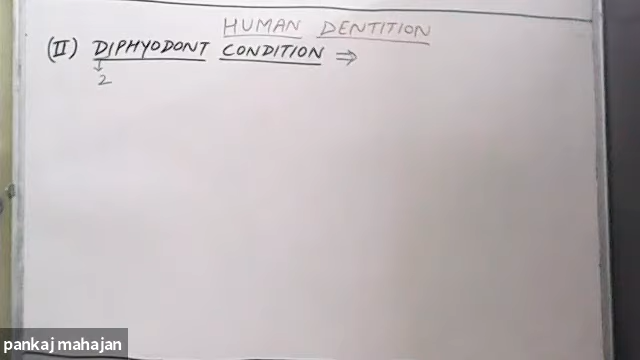 HUMAN DENTITION
(II) DIPHYODONT CONDITION ⇒
↓
2
pankaj mahajan